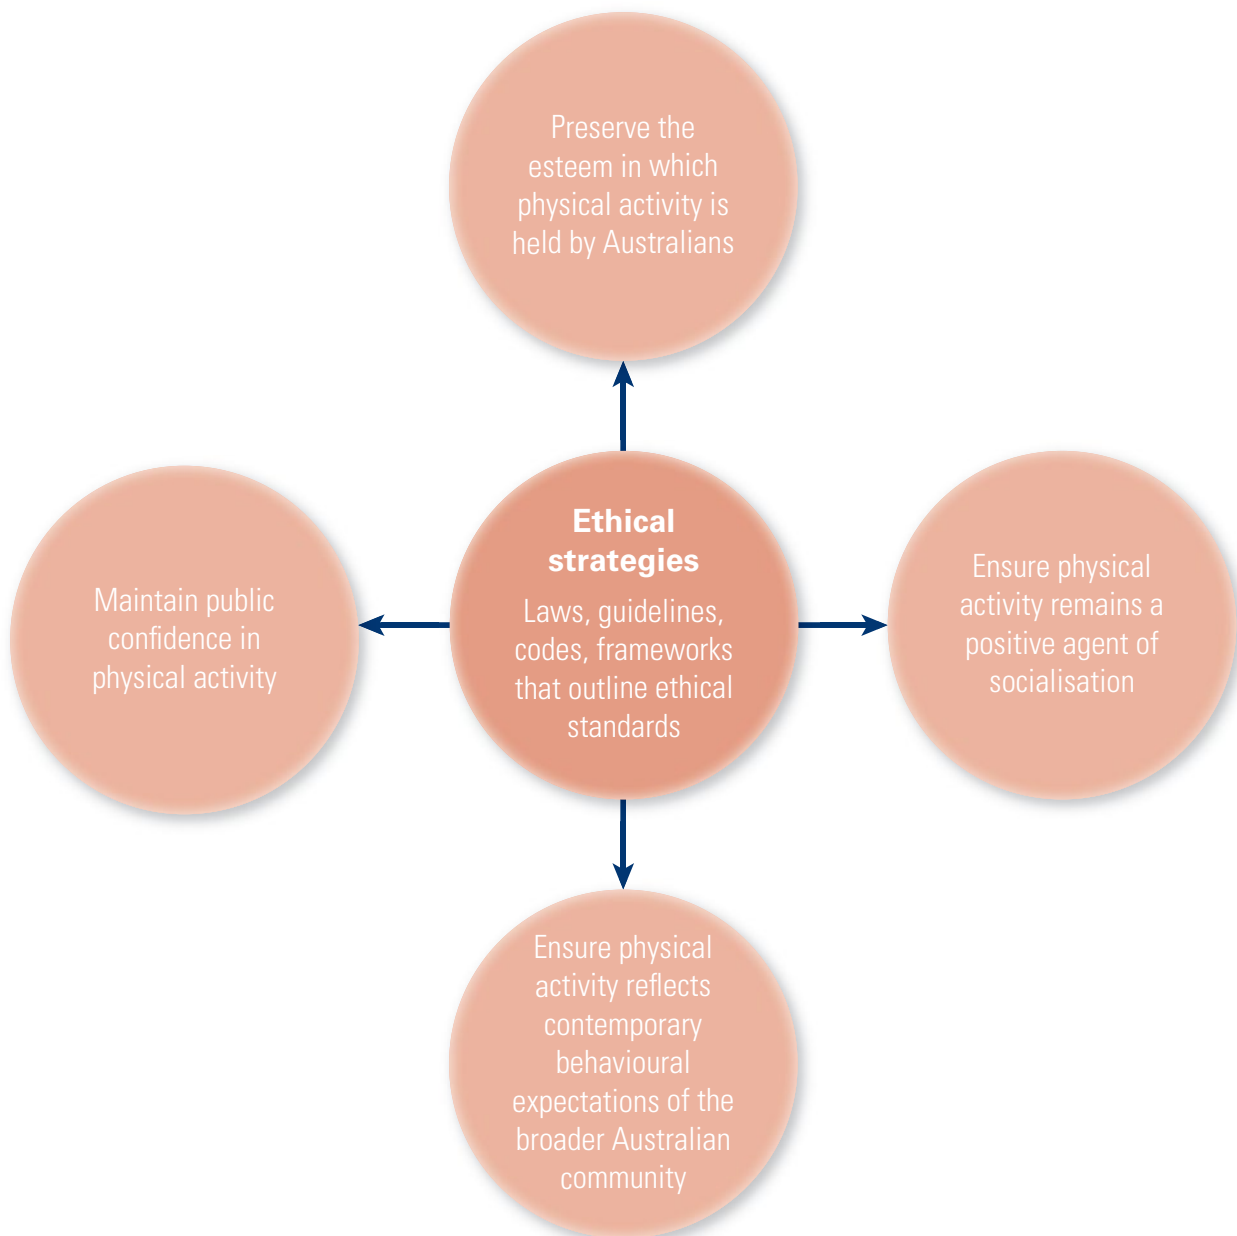 Preserve the
esteem in which
physical activity is
held by Australians
Maintain public
confidence in
physical activity
Ethical
strategies
Laws, guidelines,
codes, frameworks
that outline ethical
standards
Ensure physical
activity remains a
positive agent of
socialisation
Ensure physical
activity reflects
contemporary
behavioural
expectations of the
broader Australian
community